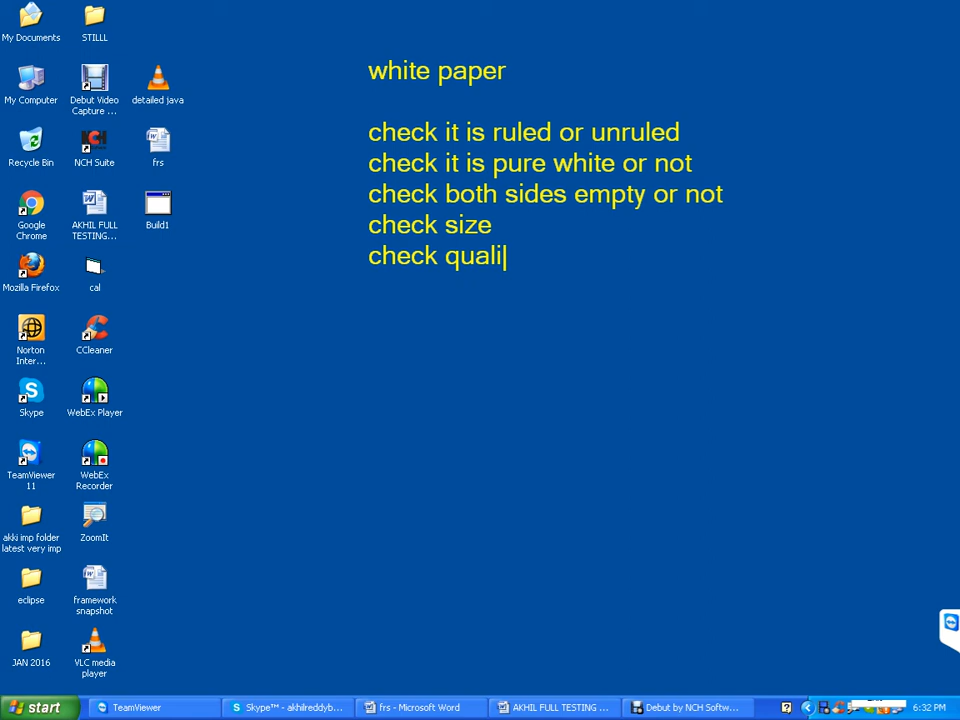 My Documents
STILLL
My Computer
Debut Video
Capture ...
detailed java
Recycle Bin
NCH Suite
frs
Google
Chrome
AKHIL FULL
TESTING...
Build1
Mozilla Firefox
cal
Norton
Inter...
CCleaner
Skype
WebEx Player
TeamViewer
11
WebEx
Recorder
akki imp folder
latest very imp
ZoomIt
eclipse
framework
snapshot
JAN 2016
VLC media
player
white paper
check it is ruled or unruled
check it is pure white or not
check both sides empty or not
check size
check quali
start
TeamViewer
Skype™ - akhilreddyb...
frs - Microsoft Word
AKHIL FULL TESTING ...
Debut by NCH Softw...
6:32 PM